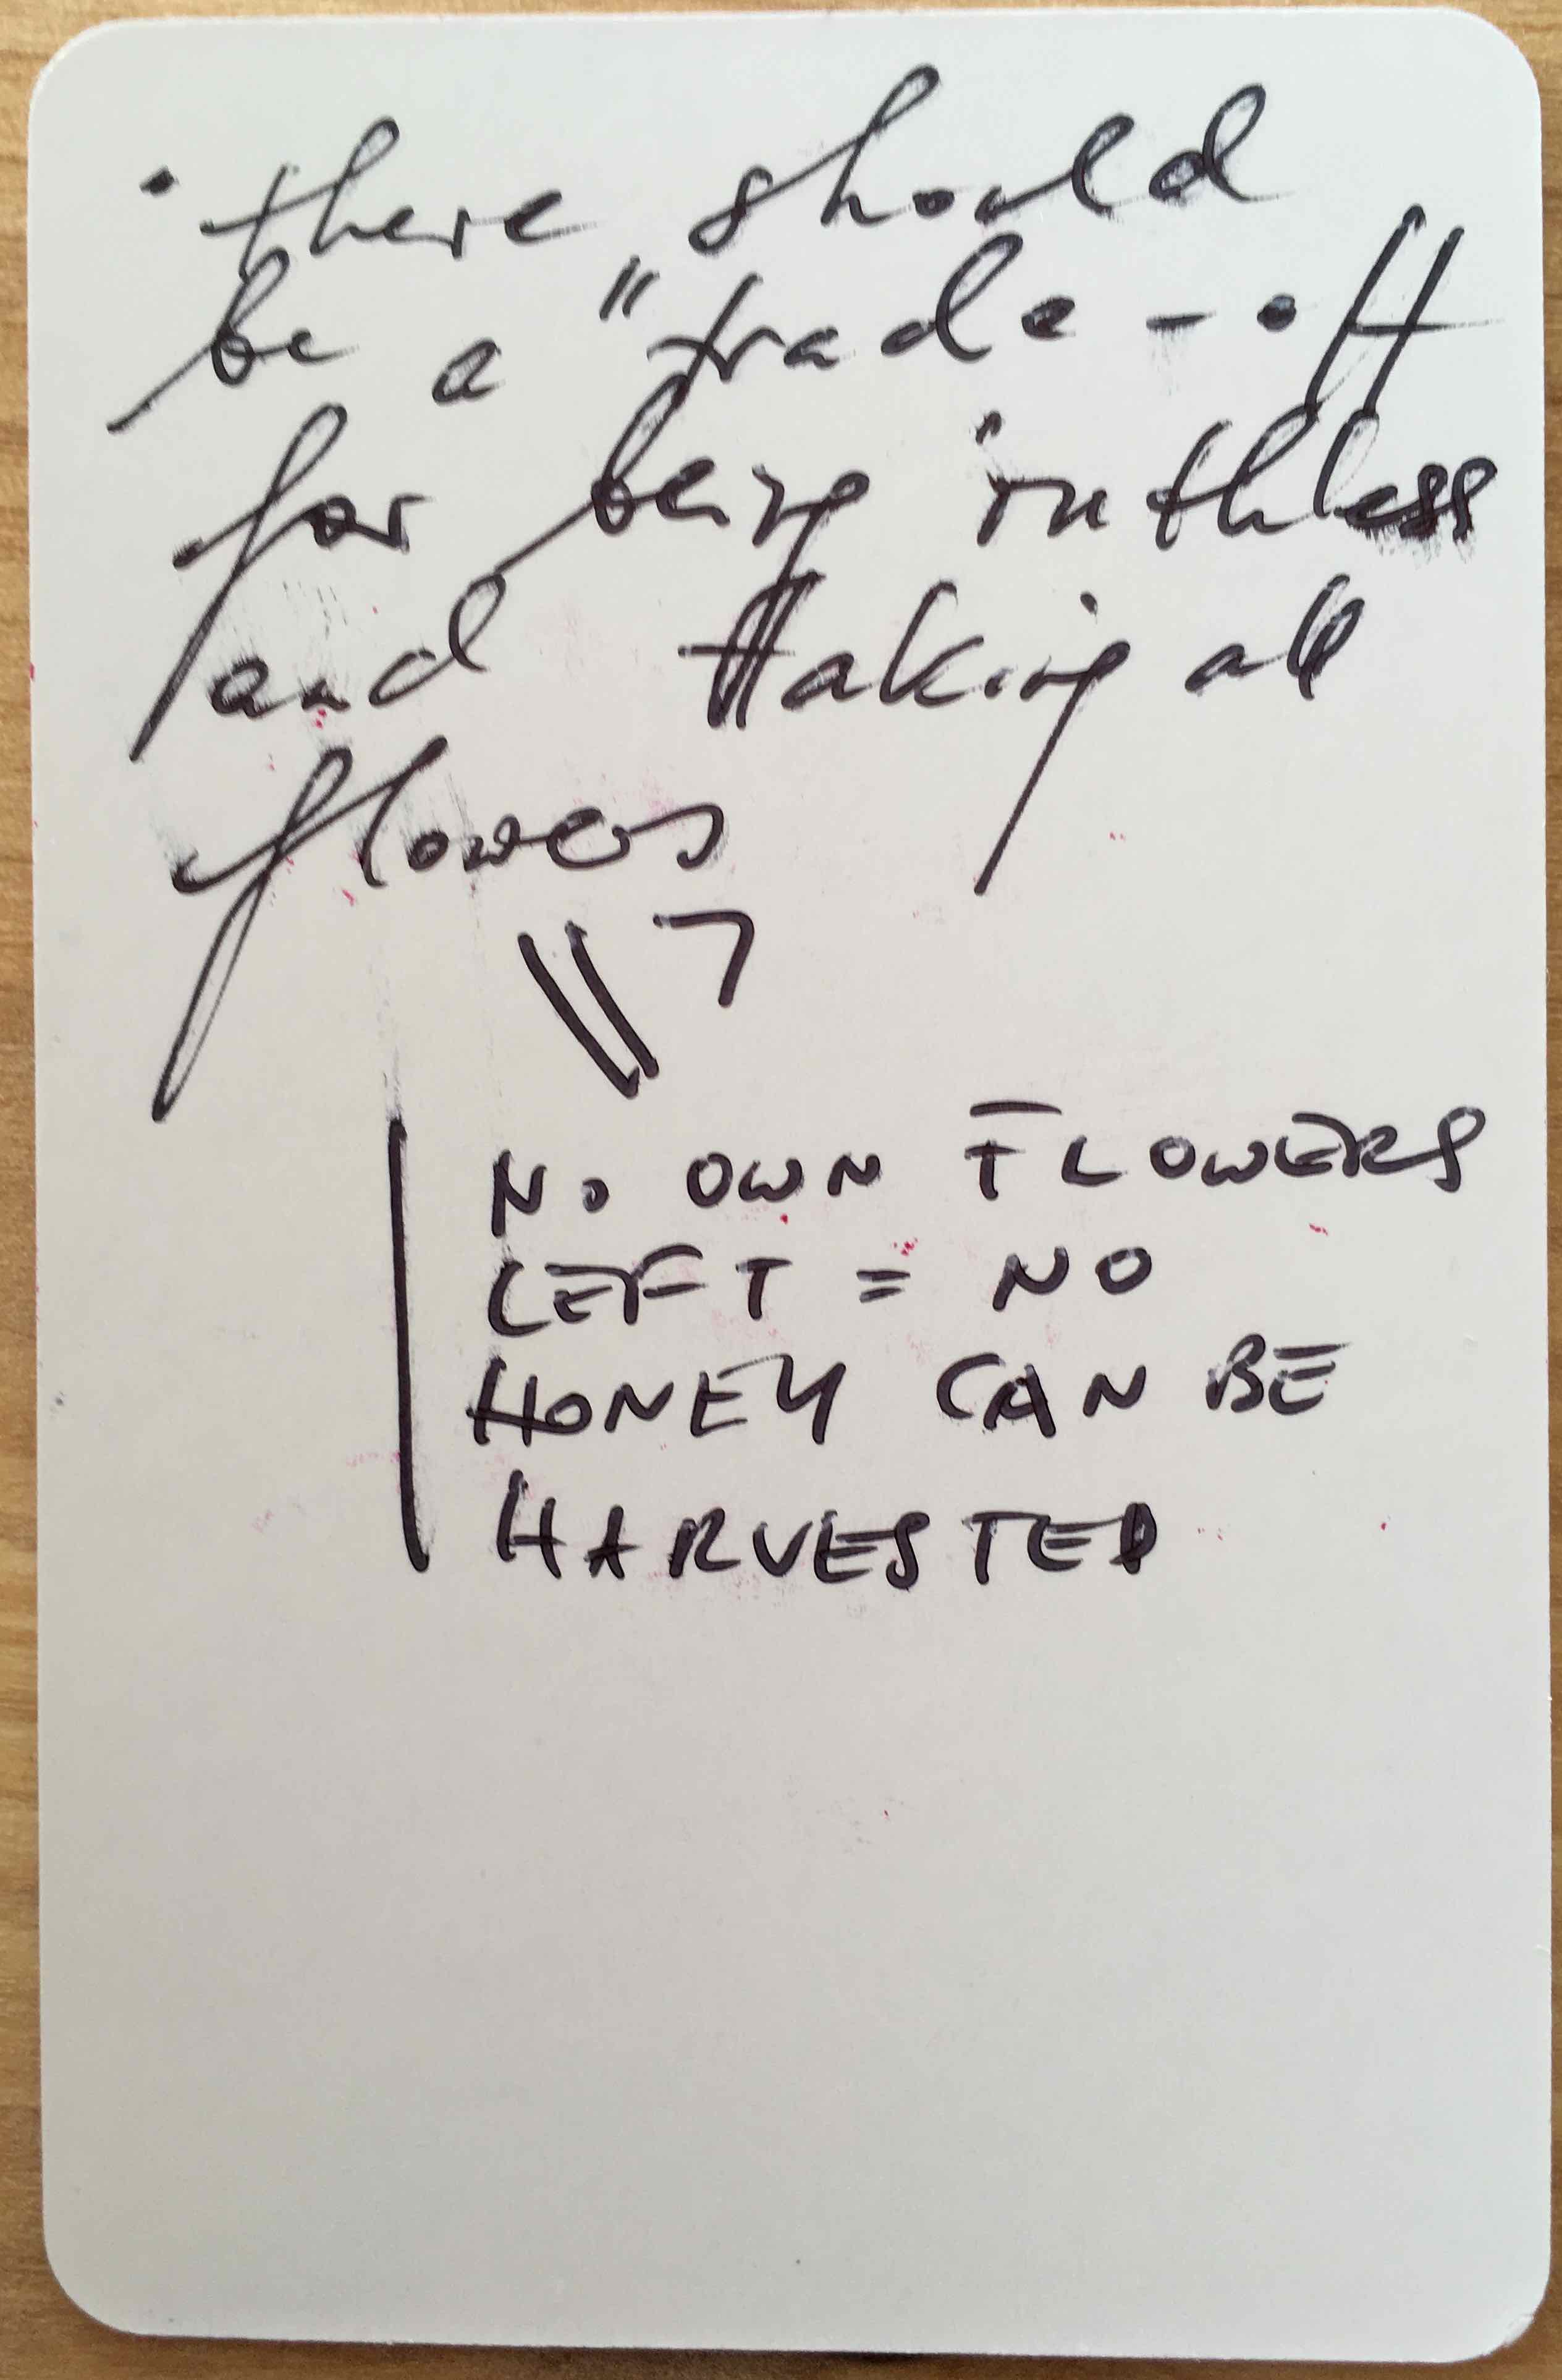 • there should
be a "trade-off
for being ruthless
and taking all
flowers
NO OWN FLOWERS
LEFT = NO
HONEY CAN BE
HARVESTED